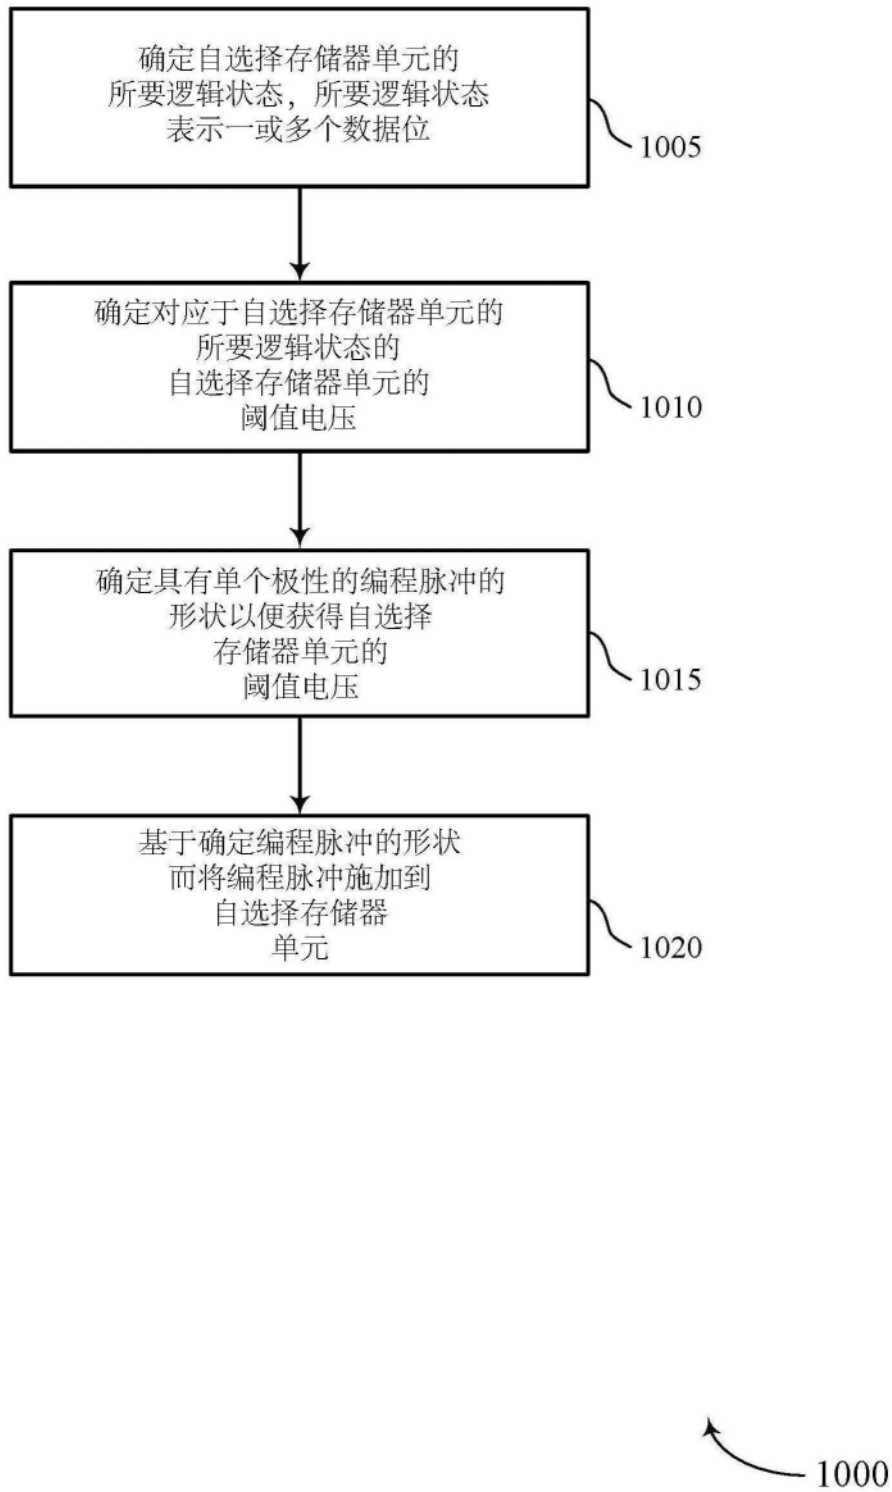 确定自选择存储器单元的
所要逻辑状态，所要逻辑状态
表示一或多个数据位
1005
确定对应于自选择存储器单元的
所要逻辑状态的
自选择存储器单元的
阈值电压
1010
确定具有单个极性的编程脉冲的
形状以便获得自选择
存储器单元的
阈值电压
1015
基于确定编程脉冲的形状
而将编程脉冲施加到
自选择存储器
单元
1020
1000